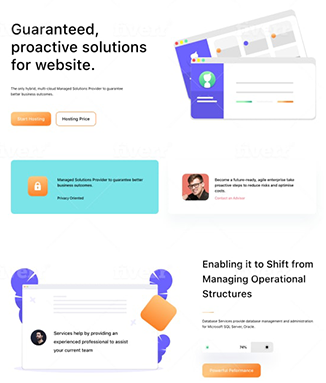 Guaranteed,
proactive solutions
for website.
The only hybrid, multi-cloud Managed Solutions Provider to guarantee
better business outcomes.
Start Hosting
Hosting Price
Managed Solutions Provider to guarantee better
business outcomes.
Privacy Oriented
Become a future-ready, agile enterprise take
proactive steps to reduce risks and optimise
costs.
Contact an Advisor
Enabling it to Shift from
Managing Operational
Structures
Database Services provide database management and administration
for Microsoft SQL Server, Oracle.
74%
Powerful Performance
Services help by providing an
experienced professional to assist
your current team